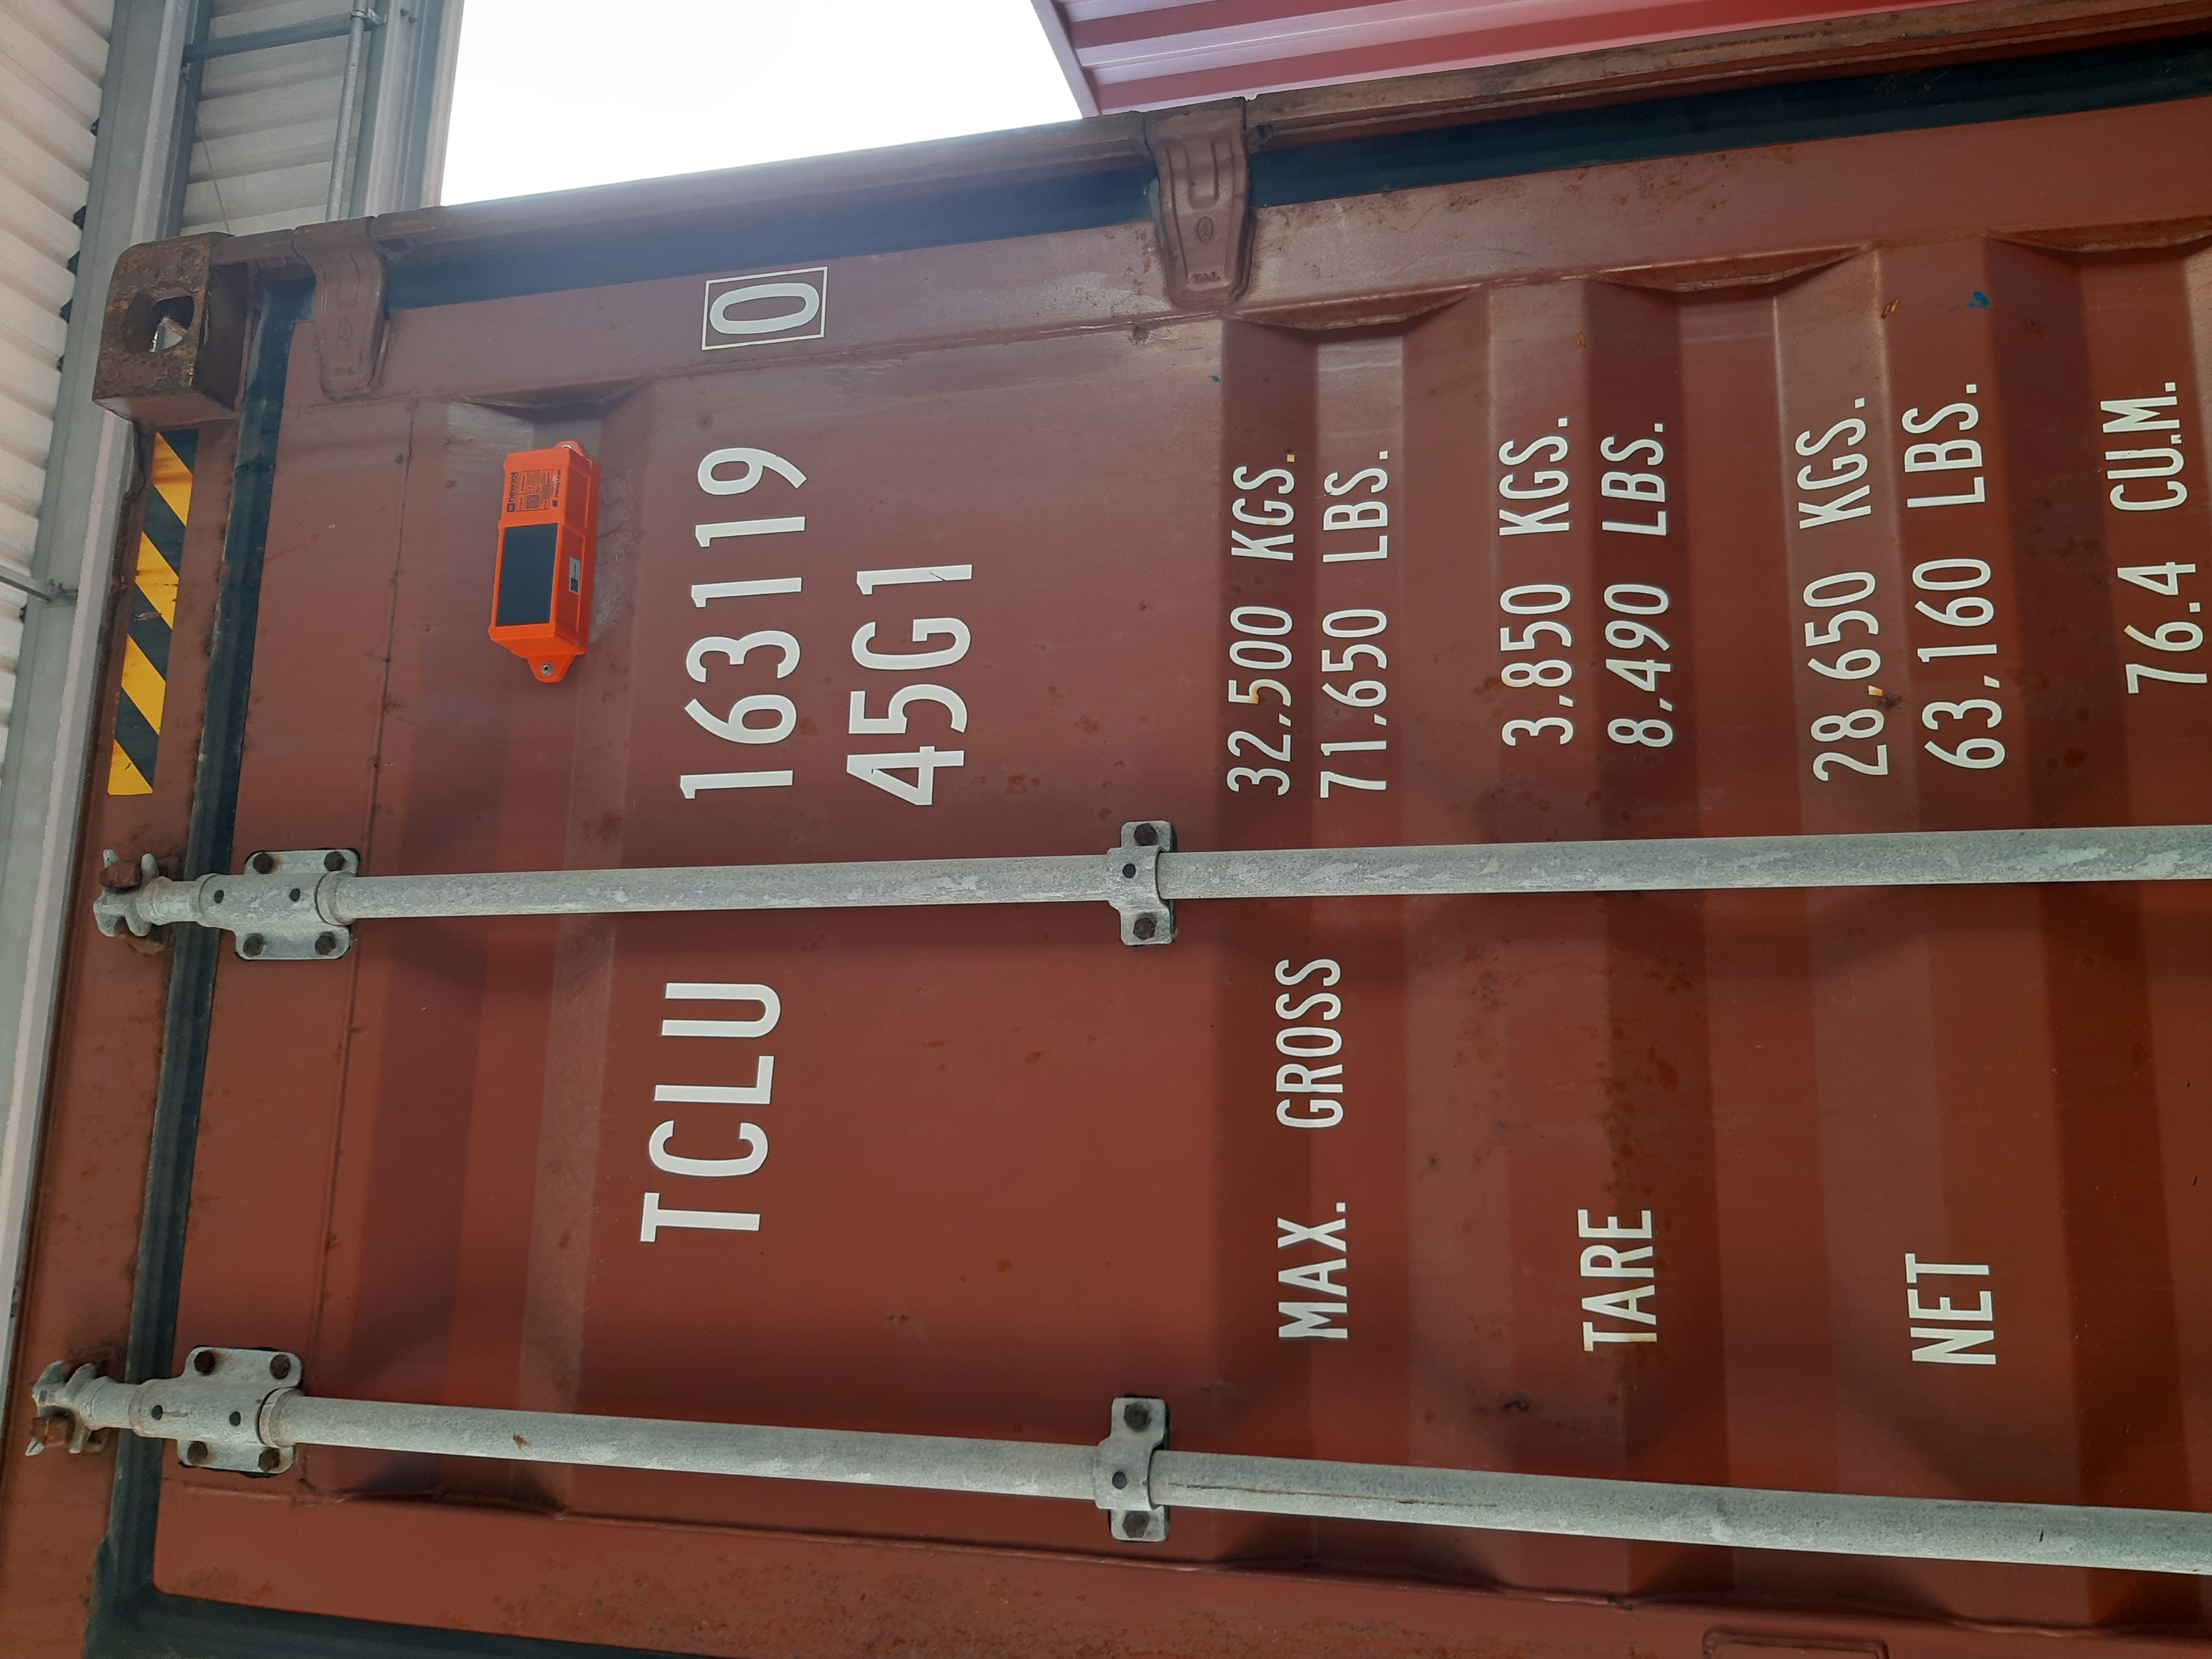 TCLU 163119 0
45G1
MAX. GROSS 32,500 KGS.
71,650 LBS.
TARE 3,850 KGS.
8,490 LBS.
NET 28,650 KGS.
63,160 LBS.
76.4 CU.M.